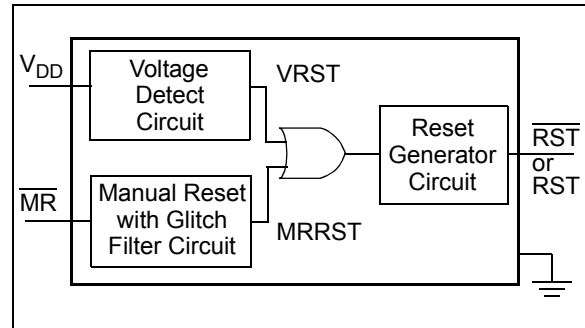 VDD
Voltage
Detect
Circuit
VRST
MR
Manual Reset
with Glitch
Filter Circuit
MRRST
Reset
Generator
Circuit
RST
or
RST